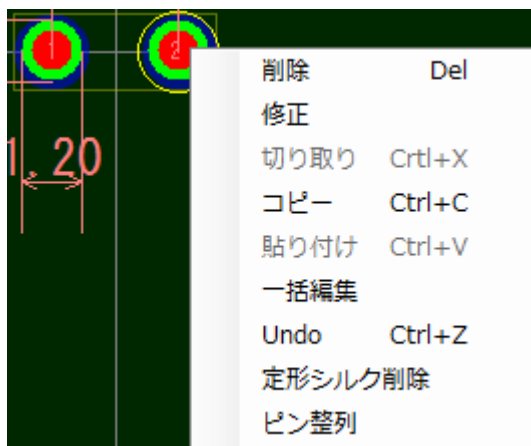 1 2
1.20
削除 Del
修正
切り取り Crtl+X
コピー Ctrl+C
貼り付け Ctrl+V
一括編集
Undo Ctrl+Z
定形シルク削除
ピン整列